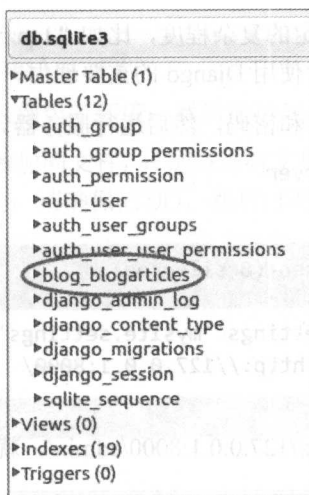 db.sqlite3
▶Master Table (1)
▼Tables (12)
▶auth_group
▶auth_group_permissions
▶auth_permission
▶auth_user
▶auth_user_groups
▶auth_user_user_permissions
▶blog_blogarticles
▶django_admin_log
▶django_content_type
▶django_migrations
▶django_session
▶sqlite_sequence
▶Views (0)
▶Indexes (19)
▶Triggers (0)